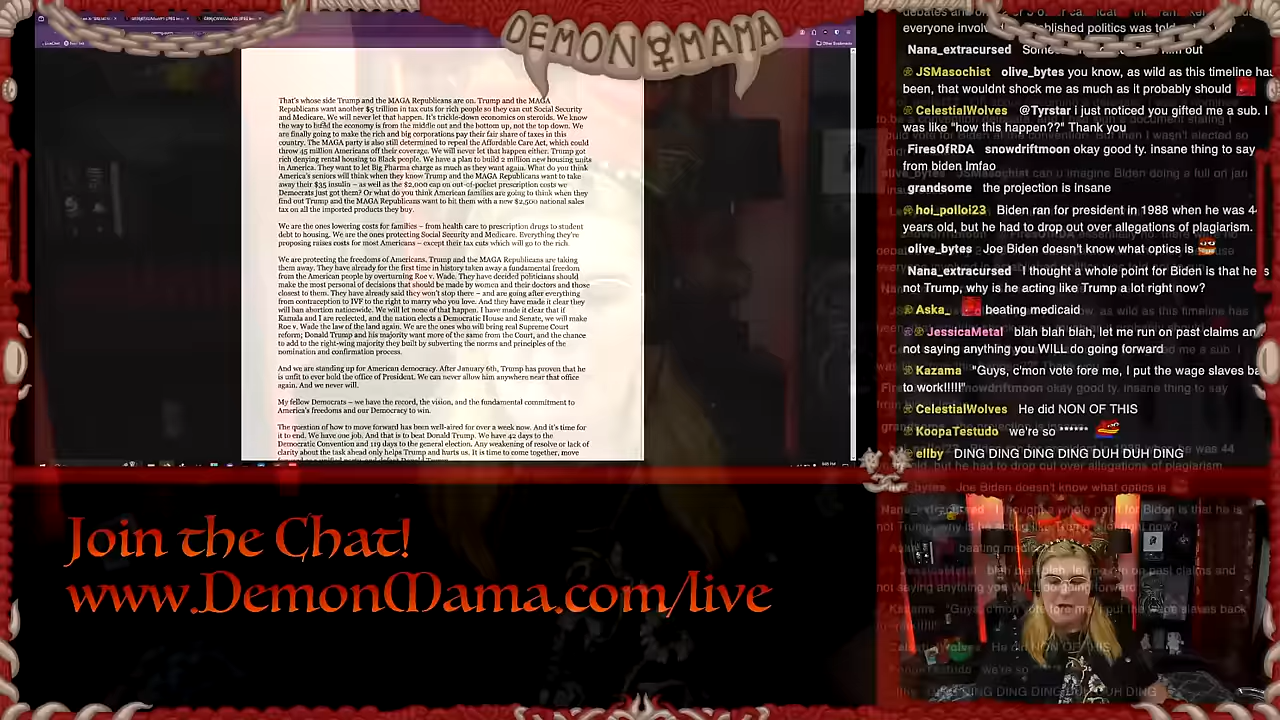 DEMON MAMA
Other Bookmarks
That's whose side Trump and the MAGA Republicans are on. Trump and the MAGA
Republicans want another $5 trillion in tax cuts for rich people so they can cut Social Security
and Medicare. We will never let that happen. It's trickle-down economics on steroids. We know
the way to build the economy is from the middle out and the bottom up, not the top down. We
are finally going to make the rich and big corporations pay their fair share of taxes in this
country. The MAGA party is also still determined to repeal the Affordable Care Act, which could
throw 45 million Americans off their coverage. We will never let that happen either. Trump got
rich denying rental housing to Black people. We have a plan to build 2 million new housing units
in America. They want to let Big Pharma charge as much as they want again. What do you think
America's seniors will think when they know Trump and the MAGA Republicans want to take
away their $35 insulin – as well as the $2,000 cap on out-of-pocket prescription costs we
Democrats just got them? Or what do you think American families are going to think when they
find out Trump and the MAGA Republicans want to hit them with a new $2,500 national sales
tax on all the imported products they buy.
We are the ones lowering costs for families – from health care to prescription drugs to student
debt to housing. We are the ones protecting Social Security and Medicare. Everything they're
proposing raises costs for most Americans – except their tax cuts which will go to the rich.
We are protecting the freedoms of Americans. Trump and the MAGA Republicans are taking
them away. They have already for the first time in history taken away a fundamental freedom
from the American people by overturning Roe v. Wade. They have decided politicians should
make the most personal of decisions that should be made by women and their doctors and those
closest to them. They have already said they won't stop there – and are going after everything
from contraception to IVF to the right to marry who you love. And they have made it clear they
will ban abortion nationwide. We will let none of that happen. I have made it clear that if
Kamala and I are reelected, and the nation elects a Democratic House and Senate, we will make
Roe v. Wade the law of the land again. We are the ones who will bring real Supreme Court
reform; Donald Trump and his majority want more of the same from the Court, and the chance
to add to the right-wing majority they built by subverting the norms and principles of the
nomination and confirmation process.
And we are standing up for American democracy. After January 6th, Trump has proven that he
is unfit to ever hold the office of President. We can never allow him anywhere near that office
again. And we never will.
My fellow Democrats – we have the record, the vision, and the fundamental commitment to
America's freedoms and our Democracy to win.
The question of how to move forward has been well-aired for over a week now. And it's time for
it to end. We have one job. And that is to beat Donald Trump. We have 42 days to the
Democratic Convention and 119 days to the general election. Any weakening of resolve or lack of
clarity about the task ahead only helps Trump and hurts us. It is time to come together, move
everyone involv
Nana_extracursed
JSMasochist olive_bytes you know, as wild as this timeline has
been, that wouldnt shock me as much as it probably should
CelestialWolves @Tyrstar i just noticed you gifted me a sub. I
was like "how this happen??" Thank you
FiresOfRDA snowdriftmoon okay good ty. insane thing to say
from biden lmfao
grandsome the projection is insane
hoi_polloi23 Biden ran for president in 1988 when he was 4
years old, but he had to drop out over allegations of plagiarism.
olive_bytes Joe Biden doesn't know what optics is
Nana_extracursed I thought a whole point for Biden is that he is
not Trump, why is he acting like Trump a lot right now?
Aska_ beating medicaid
JessicaMetal blah blah blah, let me run on past claims an
not saying anything you WILL do going forward
Kazama "Guys, c'mon vote fore me, I put the wage slaves ba
to work!!!!!"
CelestialWolves He did NON OF THIS
KoopaTestudo we're so ******
ellby DING DING DING DUH DUH DING
Join the Chat!
www.DemonMama.com/live